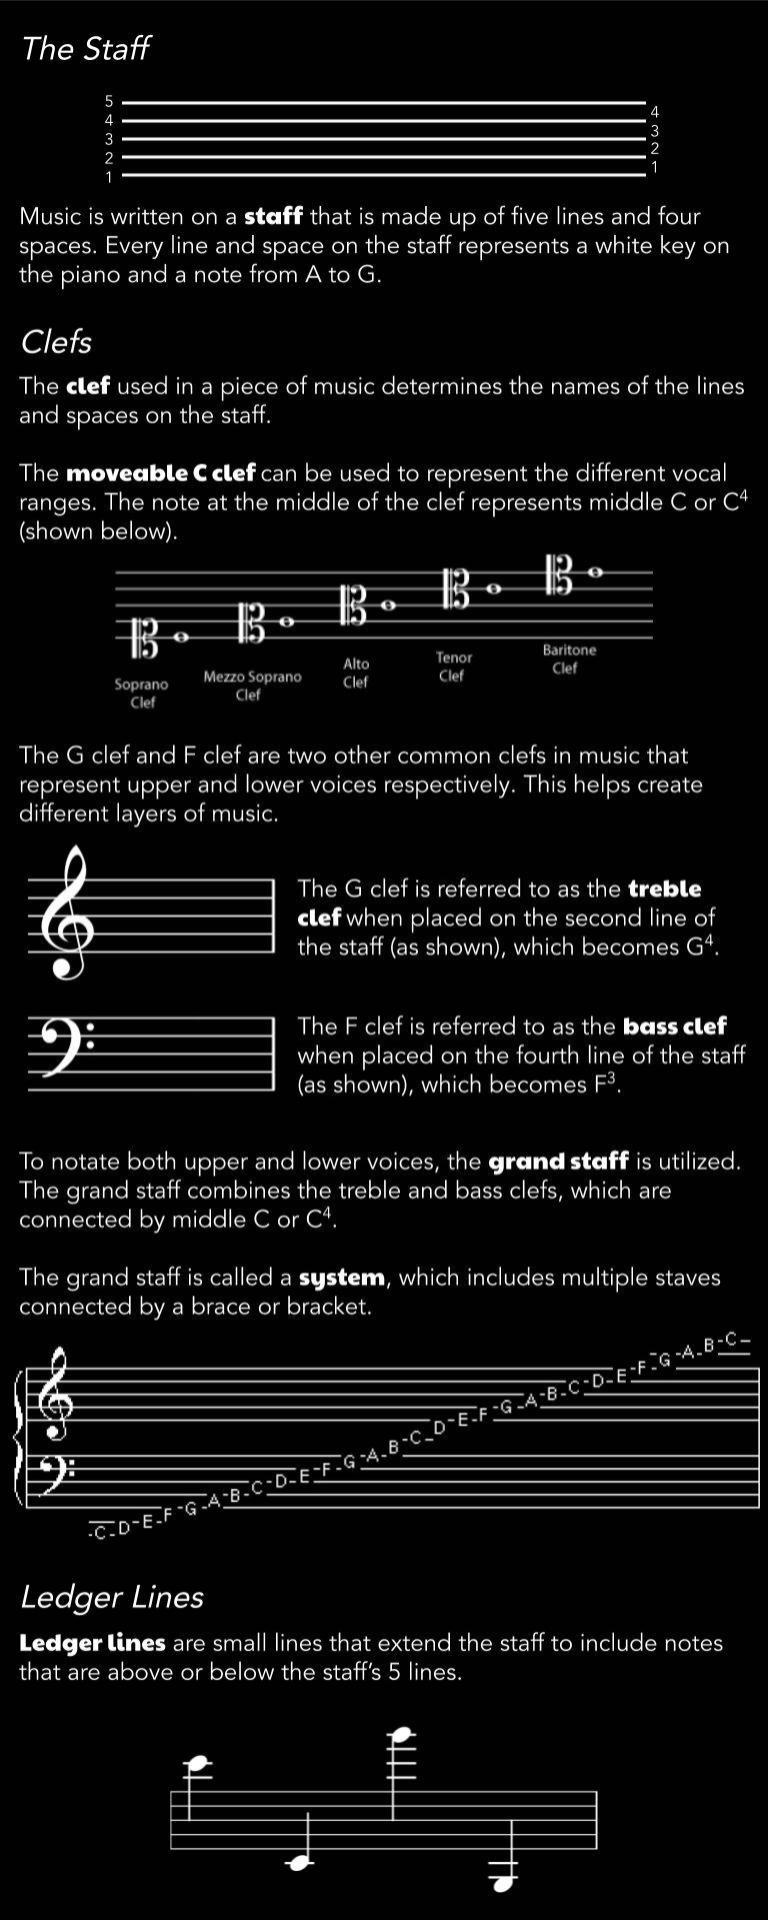 The Staff
5
4
3
2
1
4
3
2
1
Music is written on a staff that is made up of five lines and four
spaces. Every line and space on the staff represents a white key on
the piano and a note from A to G.
Clefs
The clef used in a piece of music determines the names of the lines
and spaces on the staff.
The moveable C clef can be used to represent the different vocal
ranges. The note at the middle of the clef represents middle C or C⁴
(shown below).
Soprano
Clef
Mezzo Soprano
Clef
Alto
Clef
Tenor
Clef
Baritone
Clef
The G clef and F clef are two other common clefs in music that
represent upper and lower voices respectively. This helps create
different layers of music.
The G clef is referred to as the treble
clef when placed on the second line of
the staff (as shown), which becomes G⁴.
The F clef is referred to as the bass clef
when placed on the fourth line of the staff
(as shown), which becomes F³.
To notate both upper and lower voices, the grand staff is utilized.
The grand staff combines the treble and bass clefs, which are
connected by middle C or C⁴.
The grand staff is called a system, which includes multiple staves
connected by a brace or bracket.
C D E F G A B C D E F G A B C D E F G A B C D E F G A B C
Ledger Lines
Ledger lines are small lines that extend the staff to include notes
that are above or below the staff's 5 lines.